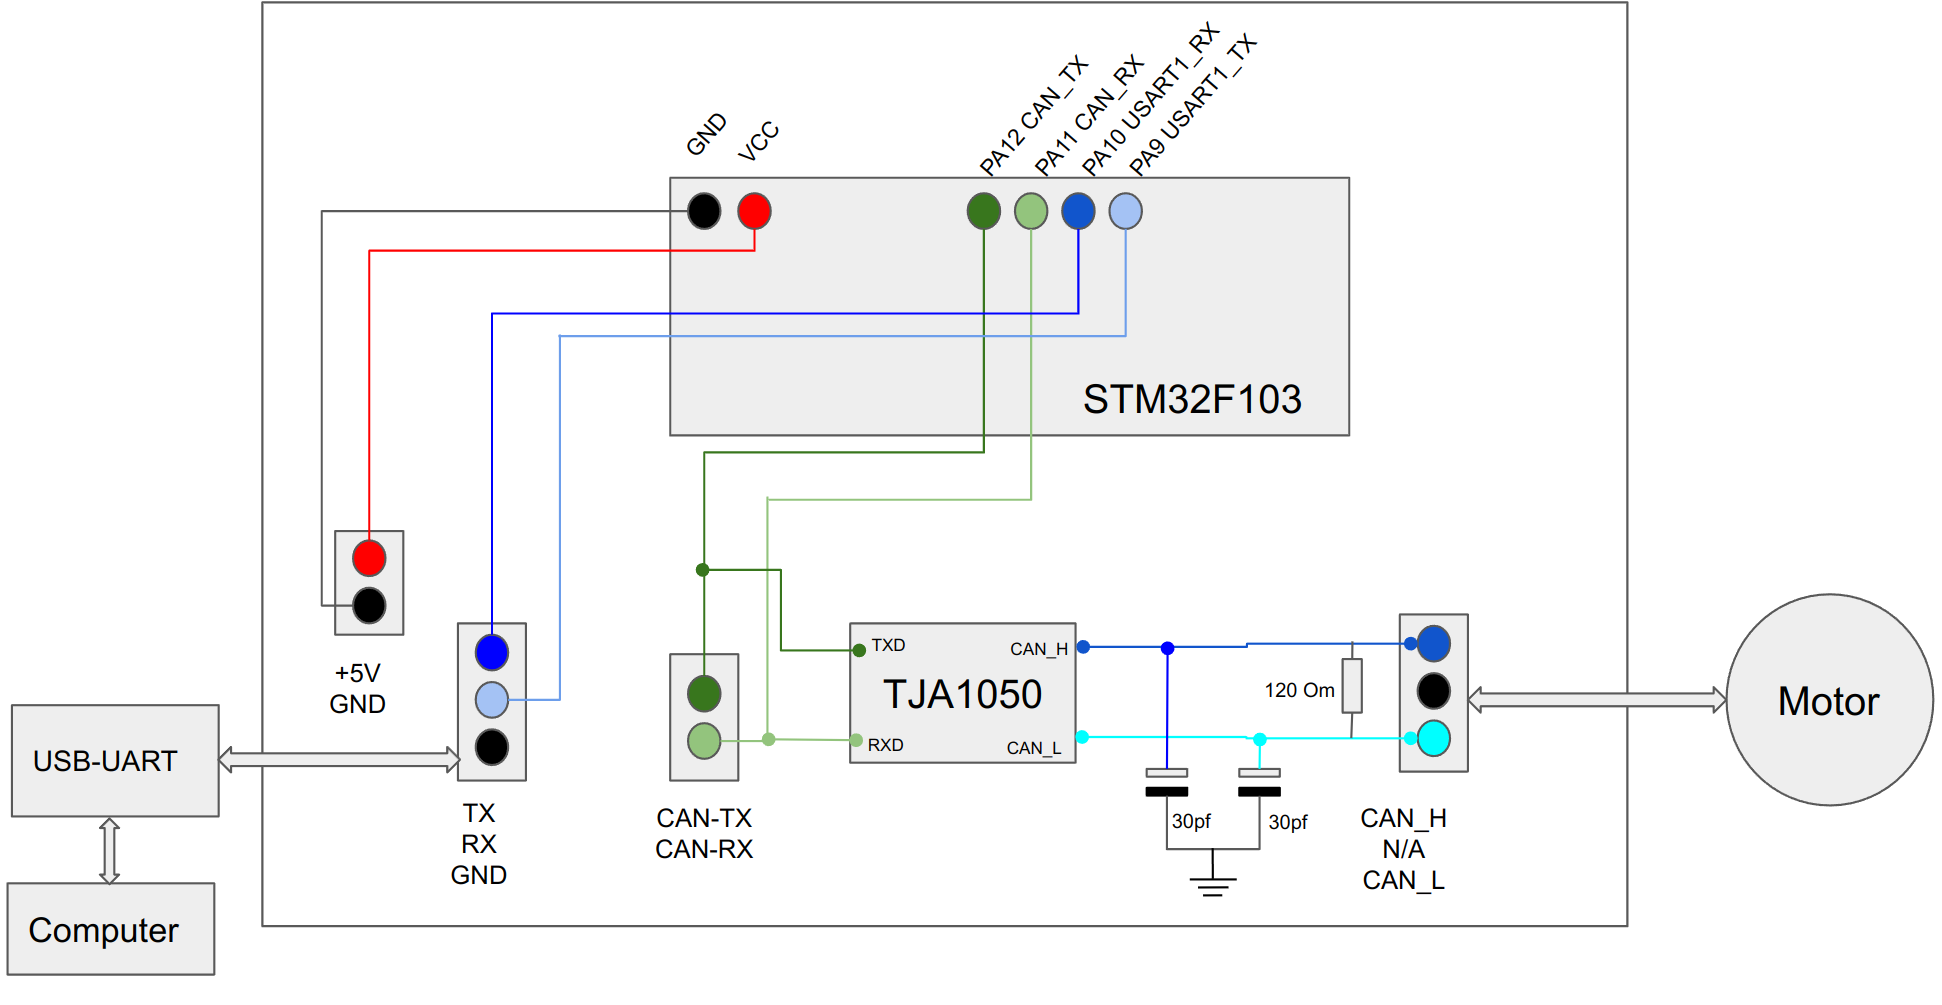 GND
VCC
PA12 CAN_TX
PA11 CAN_RX
PA10 USART1_RX
PA9 USART1_TX
STM32F103
+5V
GND
USB-UART
TX
RX
GND
Computer
CAN-TX
CAN-RX
TXD
CAN_H
TJA1050
RXD
CAN_L
120 Om
30pf
30pf
CAN_H
N/A
CAN_L
Motor